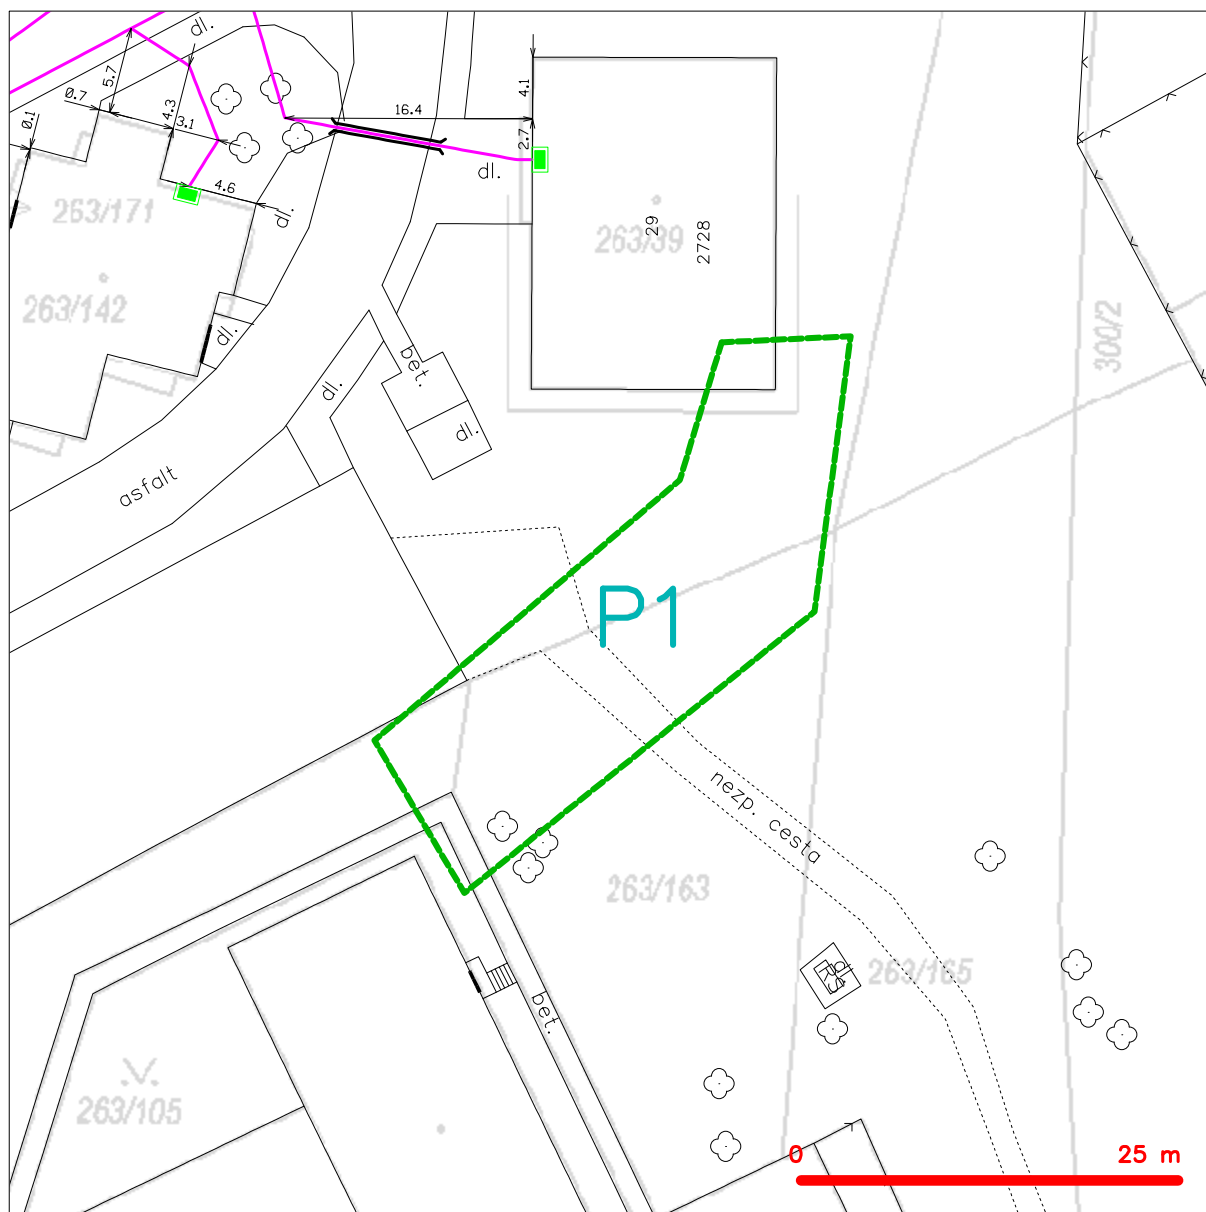 dl.
5.7
0.7
4.3
3.1
0.1
16.4
4.1
2.7
dl.
4.6
dl.
263/171
263/39
29
2728
263/142
dl.
300/2
bet.
dl.
dl.
asfalt
P1
nezp. cesta
263/163
263/165
dl.
RŠ
bet.
263/105
0
25 m